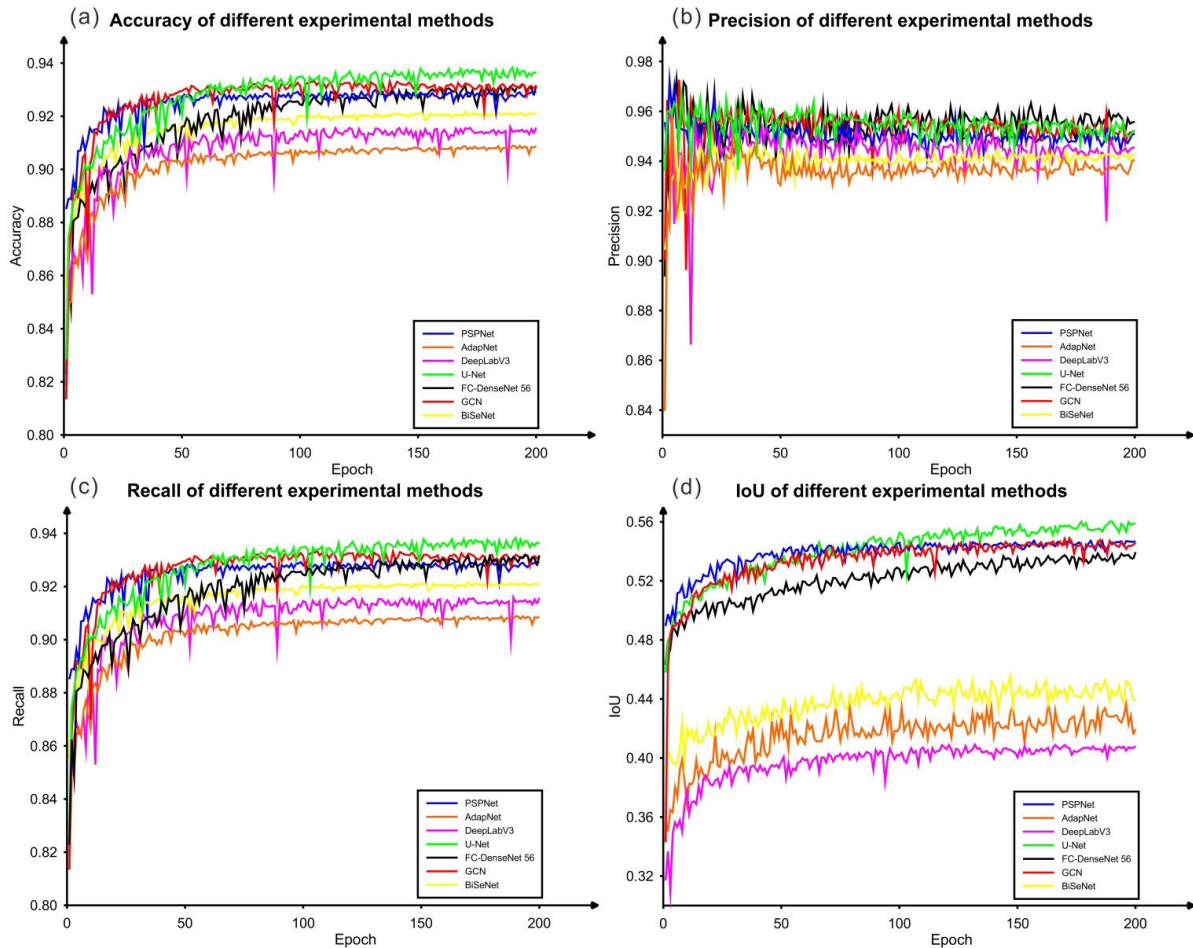 (a) Accuracy of different experimental methods
0.94
0.92
0.90
0.88
0.86
0.84
0.82
0.80
Accuracy
0
50
100
150
200
Epoch
PSPNet
AdapNet
DeepLabV3
U-Net
FC-DenseNet 56
GCN
BiSeNet
(b) Precision of different experimental methods
0.98
0.96
0.94
0.92
0.90
0.88
0.86
0.84
Precision
0
50
100
150
200
Epoch
PSPNet
AdapNet
DeepLabV3
U-Net
FC-DenseNet 56
GCN
BiSeNet
(c) Recall of different experimental methods
0.94
0.92
0.90
0.88
0.86
0.84
0.82
0.80
Recall
0
50
100
150
200
Epoch
PSPNet
AdapNet
DeepLabV3
U-Net
FC-DenseNet 56
GCN
BiSeNet
(d) IoU of different experimental methods
0.56
0.52
0.48
0.44
0.40
0.36
0.32
IoU
0
50
100
150
200
Epoch
PSPNet
AdapNet
DeepLabV3
U-Net
FC-DenseNet 56
GCN
BiSeNet